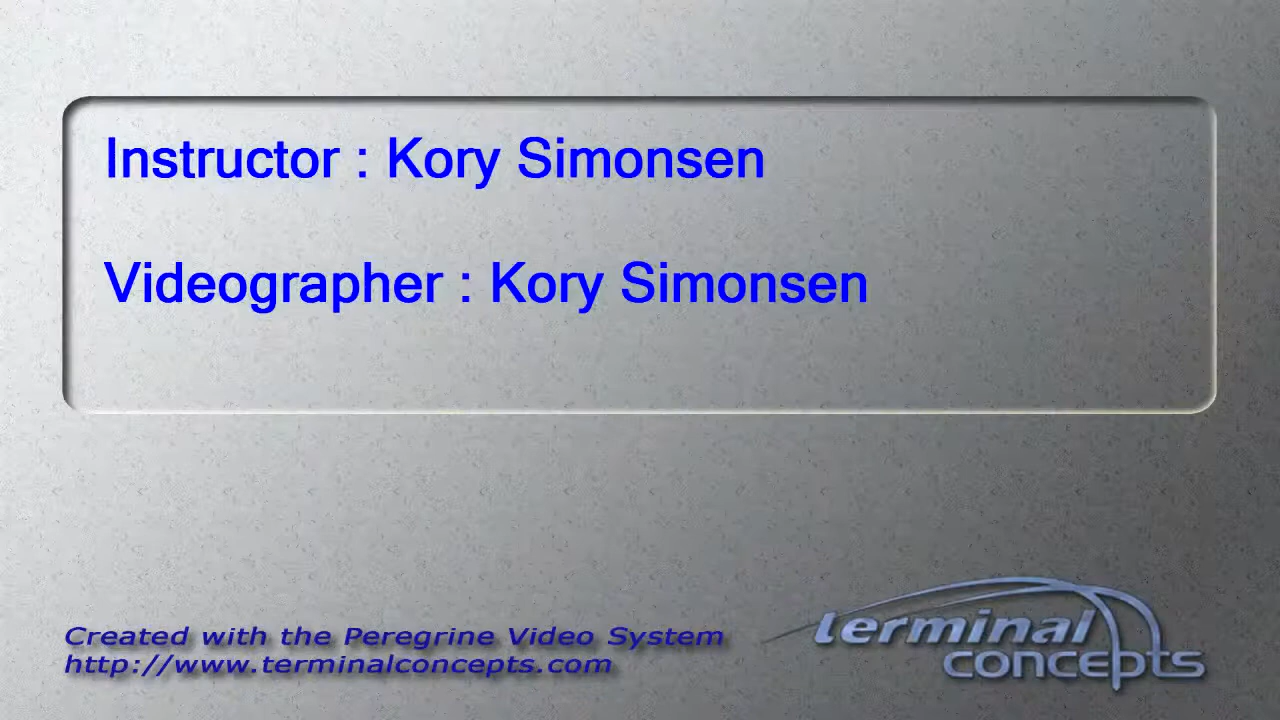 Instructor : Kory Simonsen
Videographer : Kory Simonsen
Created with the Peregrine Video System
http://www.terminalconcepts.com
terminal
concepts